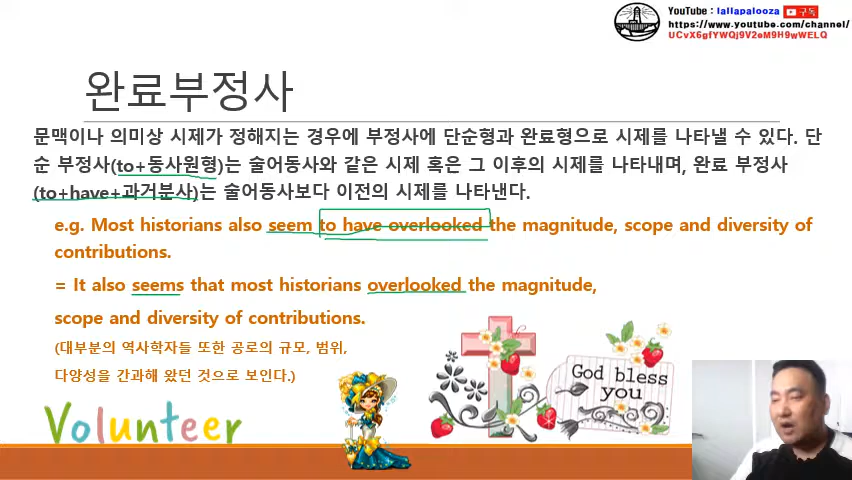 YouTube : lallapalooza 구독
https://www.youtube.com/channel/
UCvX6gfYWQj9V2eM9H9wWELQ
완료부정사
문맥이나 의미상 시제가 정해지는 경우에 부정사에 단순형과 완료형으로 시제를 나타낼 수 있다. 단
순 부정사(to+동사원형)는 술어동사와 같은 시제 혹은 그 이후의 시제를 나타내며, 완료 부정사
(to+have+과거분사)는 술어동사보다 이전의 시제를 나타낸다.
e.g. Most historians also seem to have overlooked the magnitude, scope and diversity of
contributions.
= It also seems that most historians overlooked the magnitude,
scope and diversity of contributions.
(대부분의 역사학자들 또한 공로의 규모, 범위,
다양성을 간과해 왔던 것으로 보인다.)
God bless
you
Volunteer